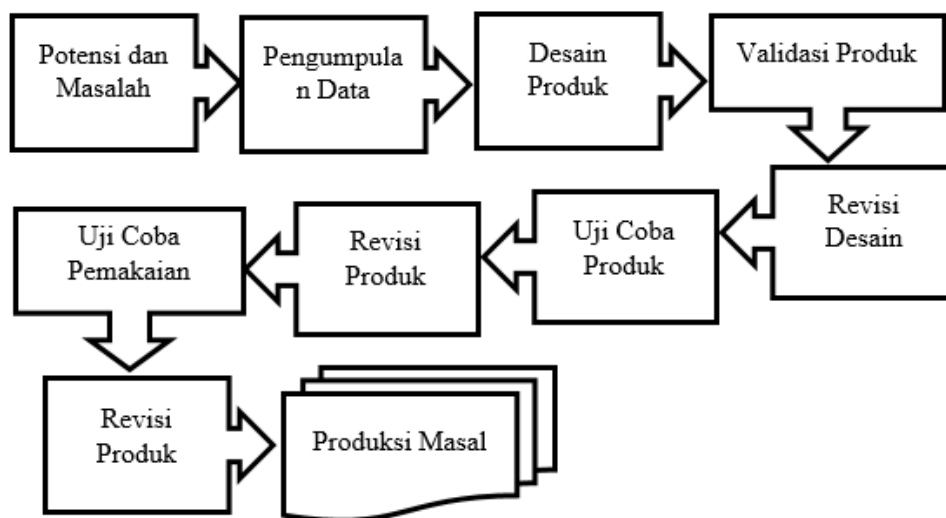 Potensi dan
Masalah
Pengumpula
n Data
Desain
Produk
Validasi Produk
Revisi
Desain
Uji Coba
Produk
Revisi
Produk
Uji Coba
Pemakaian
Revisi
Produk
Produksi Masal